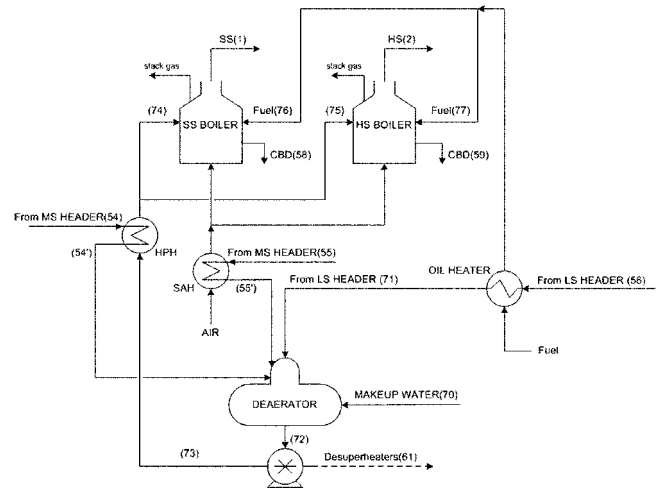 SS(1)
HS(2)
stack gas
stack gas
(74)
Fuel(76)
(75)
Fuel(77)
SS BOILER
HS BOILER
CBD(58)
CBD(59)
From MS HEADER(54)
(54')
HPH
From MS HEADER(55)
SAH
(55')
AIR
From LS HEADER (71)
OIL HEATER
From LS HEADER (56)
Fuel
DEAERATOR
MAKEUP WATER(70)
(72)
(73)
Desuperheaters(61)